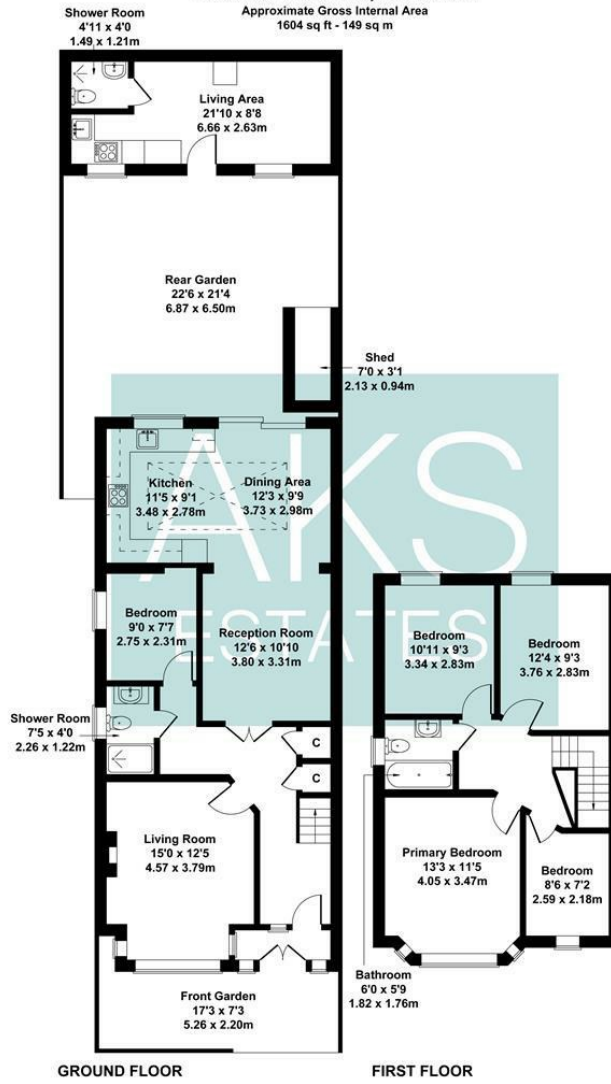 Approximate Gross Internal Area
1604 sq ft - 149 sq m
Shower Room
4'11 x 4'0
1.49 x 1.21m
Living Area
21'10 x 8'8
6.66 x 2.63m
Rear Garden
22'6 x 21'4
6.87 x 6.50m
Shed
7'0 x 3'1
2.13 x 0.94m
AKS
ESTATES
Kitchen
11'5 x 9'1
3.48 x 2.78m
Dining Area
12'3 x 9'9
3.73 x 2.98m
Bedroom
9'0 x 7'7
2.75 x 2.31m
Reception Room
12'6 x 10'10
3.80 x 3.31m
Shower Room
7'5 x 4'0
2.26 x 1.22m
C
C
Living Room
15'0 x 12'5
4.57 x 3.79m
Front Garden
17'3 x 7'3
5.26 x 2.20m
GROUND FLOOR
Bedroom
10'11 x 9'3
3.34 x 2.83m
Bedroom
12'4 x 9'3
3.76 x 2.83m
Primary Bedroom
13'3 x 11'5
4.05 x 3.47m
Bedroom
8'6 x 7'2
2.59 x 2.18m
Bathroom
6'0 x 5'9
1.82 x 1.76m
FIRST FLOOR